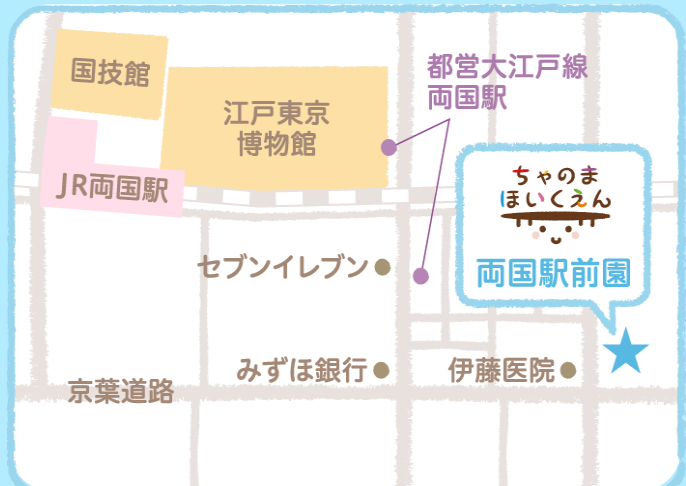 国技館
江戸東京
博物館
都営大江戸線
両国駅
JR両国駅
ちゃのま
ほいくえん
両国駅前園
セブンイレブン
みずほ銀行
伊藤医院
京葉道路